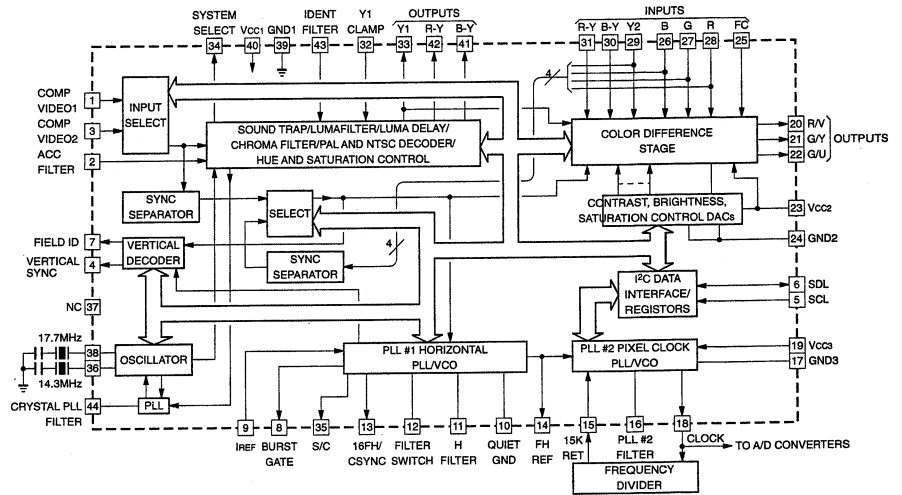 SYSTEM SELECT
VCC1
GND1
IDENT FILTER
Y1 CLAMP
OUTPUTS
Y1 R-Y B-Y
INPUTS
R-Y B-Y Y2 B G R FC
34 40 39 43 32 33 42 41 31 30 29 26 27 28 25
COMP VIDEO1
1
COMP VIDEO2
3
ACC FILTER
2
INPUT SELECT
SOUND TRAP/LUMAFILTER/LUMA DELAY/
CHROMA FILTER/PAL AND NTSC DECODER/
HUE AND SATURATION CONTROL
4
COLOR DIFFERENCE
STAGE
20 R/V
21 G/Y
22 G/U
OUTPUTS
SYNC
SEPARATOR
SELECT
CONTRAST, BRIGHTNESS,
SATURATION CONTROL DACs
23 VCC2
24 GND2
FIELD ID 7
VERTICAL SYNC 4
VERTICAL
DECODER
SYNC
SEPARATOR
4
I²C DATA
INTERFACE/
REGISTERS
6 SDL
5 SCL
NC 37
17.7MHz
38
36
14.3MHz
OSCILLATOR
PLL #1 HORIZONTAL
PLL/VCO
PLL #2 PIXEL CLOCK
PLL/VCO
19 VCC3
17 GND3
CRYSTAL PLL FILTER
44
PLL
9 8 35 13 12 11 10 14 15 16 18
IREF
BURST GATE
S/C
16FH/ CSYNC
FILTER SWITCH
H FILTER
QUIET GND
FH REF
15K RET
PLL #2 FILTER
CLOCK
TO A/D CONVERTERS
FREQUENCY
DIVIDER